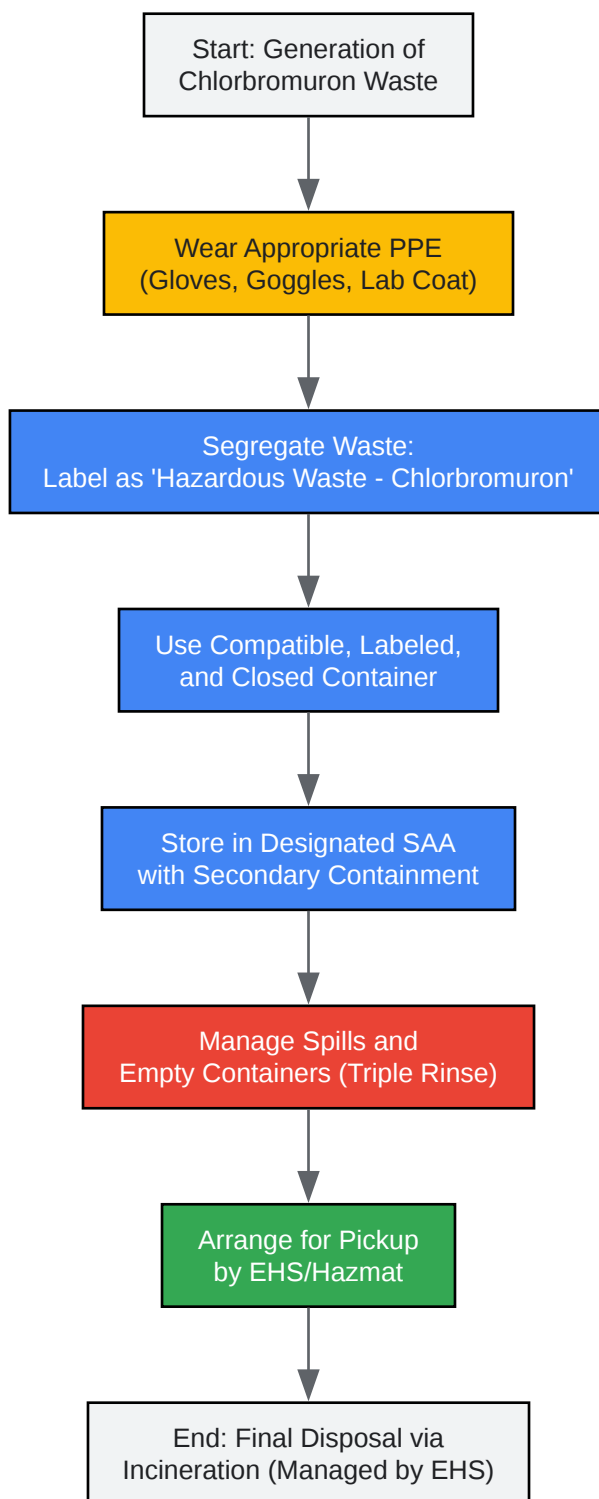 Start: Generation of
Chlorbromuron Waste
Wear Appropriate PPE
(Gloves, Goggles, Lab Coat)
Segregate Waste:
Label as 'Hazardous Waste - Chlorbromuron'
Use Compatible, Labeled,
and Closed Container
Store in Designated SAA
with Secondary Containment
Manage Spills and
Empty Containers (Triple Rinse)
Arrange for Pickup
by EHS/Hazmat
End: Final Disposal via
Incineration (Managed by EHS)